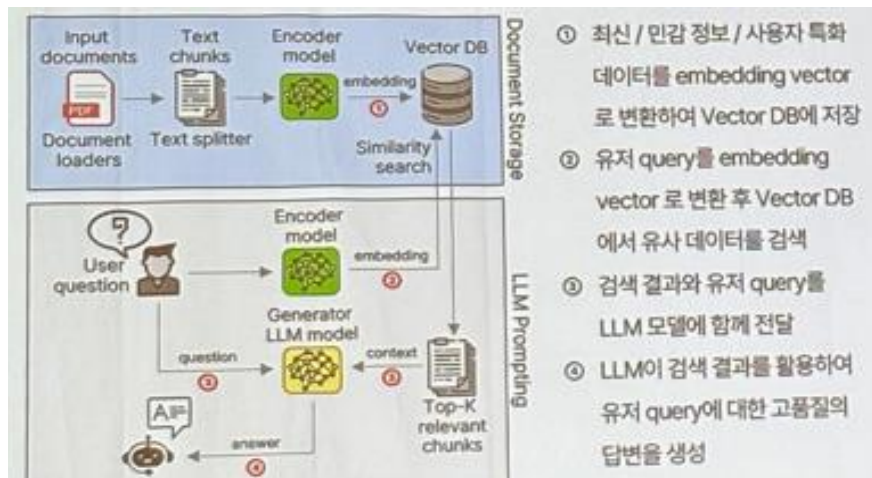 Input documents
Text chunks
Encoder model
Vector DB
PDF
embedding
①
Document loaders
Text splitter
Similarity search
Document Storage
?
User question
Encoder model
embedding
②
Generator LLM model
question
③
context
③
Top-K relevant chunks
LLM Prompting
A
answer
④
① 최신 / 민감 정보 / 사용자 특화
데이터를 embedding vector
로 변환하여 Vector DB에 저장
② 유저 query를 embedding
vector 로 변환 후 Vector DB
에서 유사 데이터를 검색
③ 검색 결과와 유저 query를
LLM 모델에 함께 전달
④ LLM이 검색 결과를 활용하여
유저 query에 대한 고품질의
답변을 생성